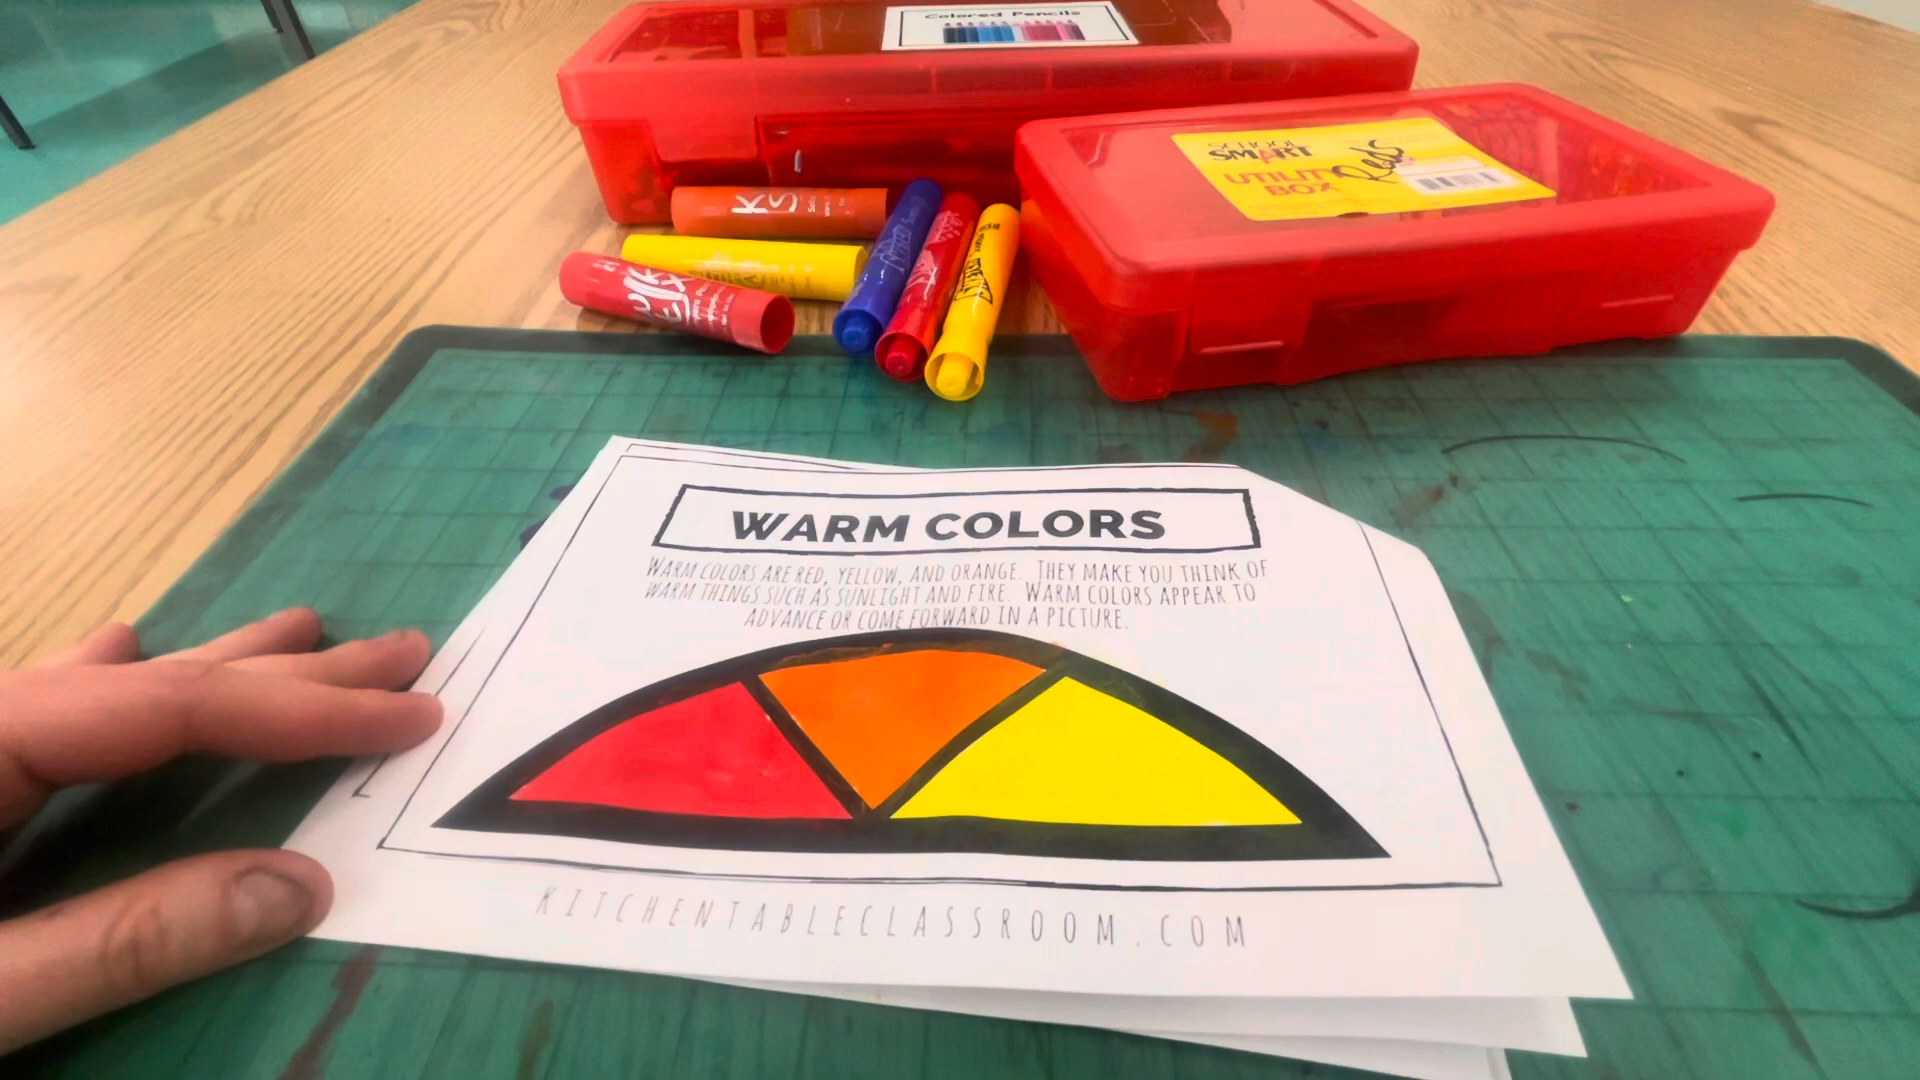 Colored Pencils
SCHOOL
SMART
UTILITY
BOX
Reds
K
S
WARM COLORS
WARM COLORS ARE RED, YELLOW, AND ORANGE. THEY MAKE YOU THINK OF
WARM THINGS SUCH AS SUNLIGHT AND FIRE. WARM COLORS APPEAR TO
ADVANCE OR COME FORWARD IN A PICTURE.
KITCHENTABLECLASSROOM.COM